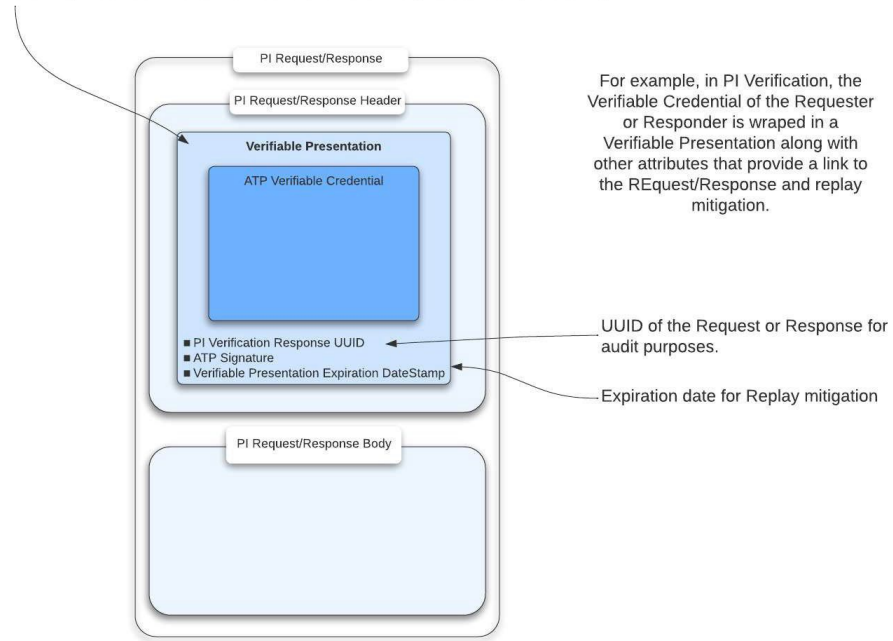 PI Request/Response
PI Request/Response Header
Verifiable Presentation
ATP Verifiable Credential
■ PI Verification Response UUID
■ ATP Signature
■ Verifiable Presentation Expiration DateStamp
PI Request/Response Body
For example, in PI Verification, the
Verifiable Credential of the Requester
or Responder is wraped in a
Verifiable Presentation along with
other attributes that provide a link to
the REquest/Response and replay
mitigation.
UUID of the Request or Response for
audit purposes.
Expiration date for Replay mitigation